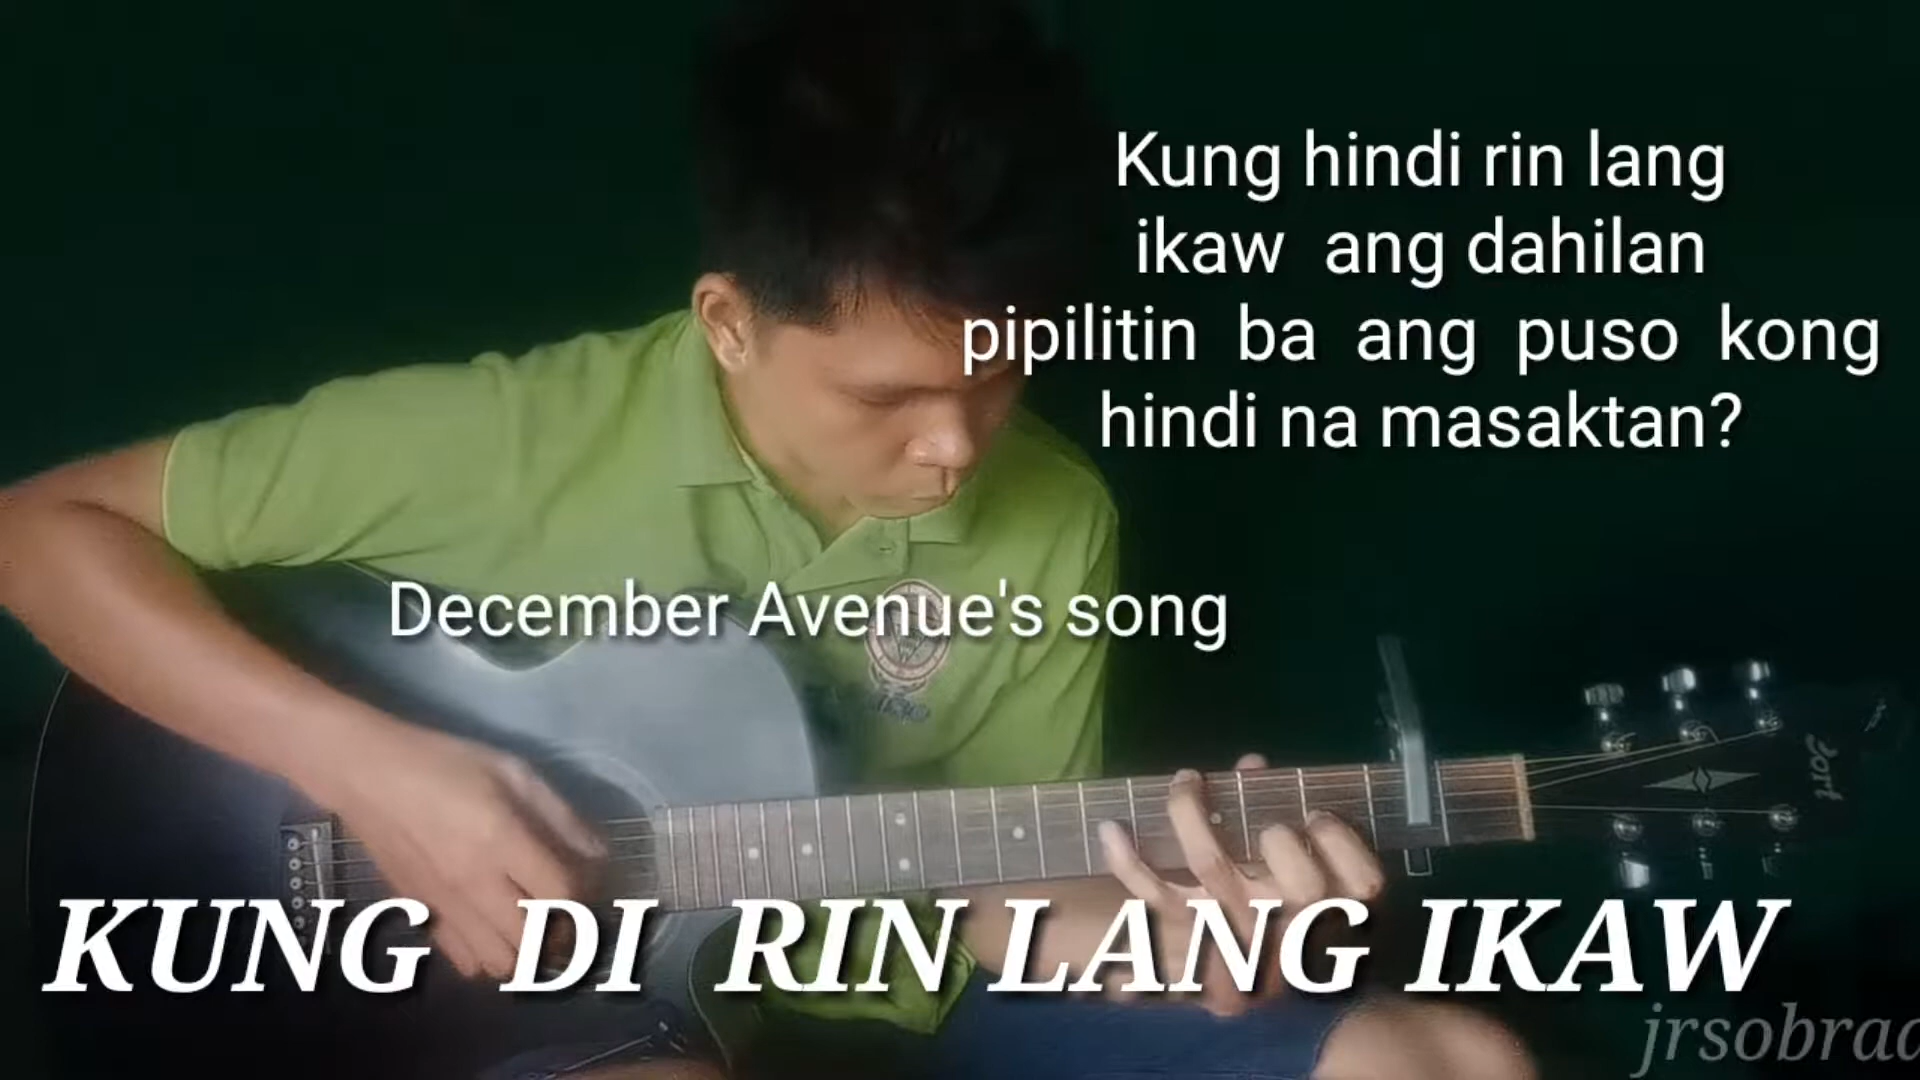 Kung hindi rin lang
ikaw ang dahilan
pipilitin ba ang puso kong
hindi na masaktan?
December Avenue's song
Cort
KUNG DI RIN LANG IKAW